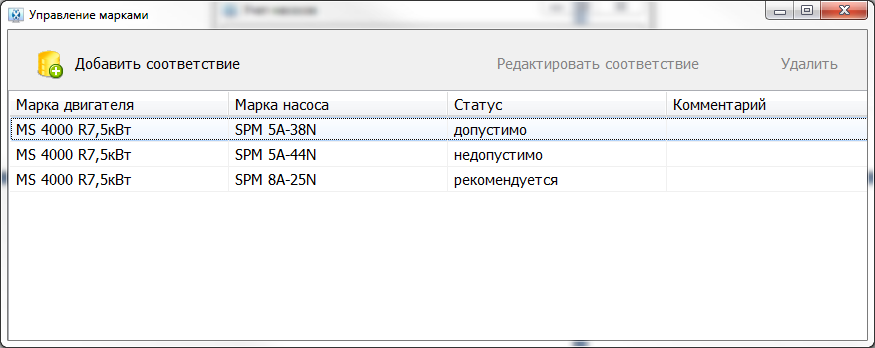 Управление марками
Добавить соответствие Редактировать соответствие Удалить
Марка двигателя Марка насоса Статус Комментарий
MS 4000 R7,5кВт SPM 5A-38N допустимо
MS 4000 R7,5кВт SPM 5A-44N недопустимо
MS 4000 R7,5кВт SPM 8A-25N рекомендуется